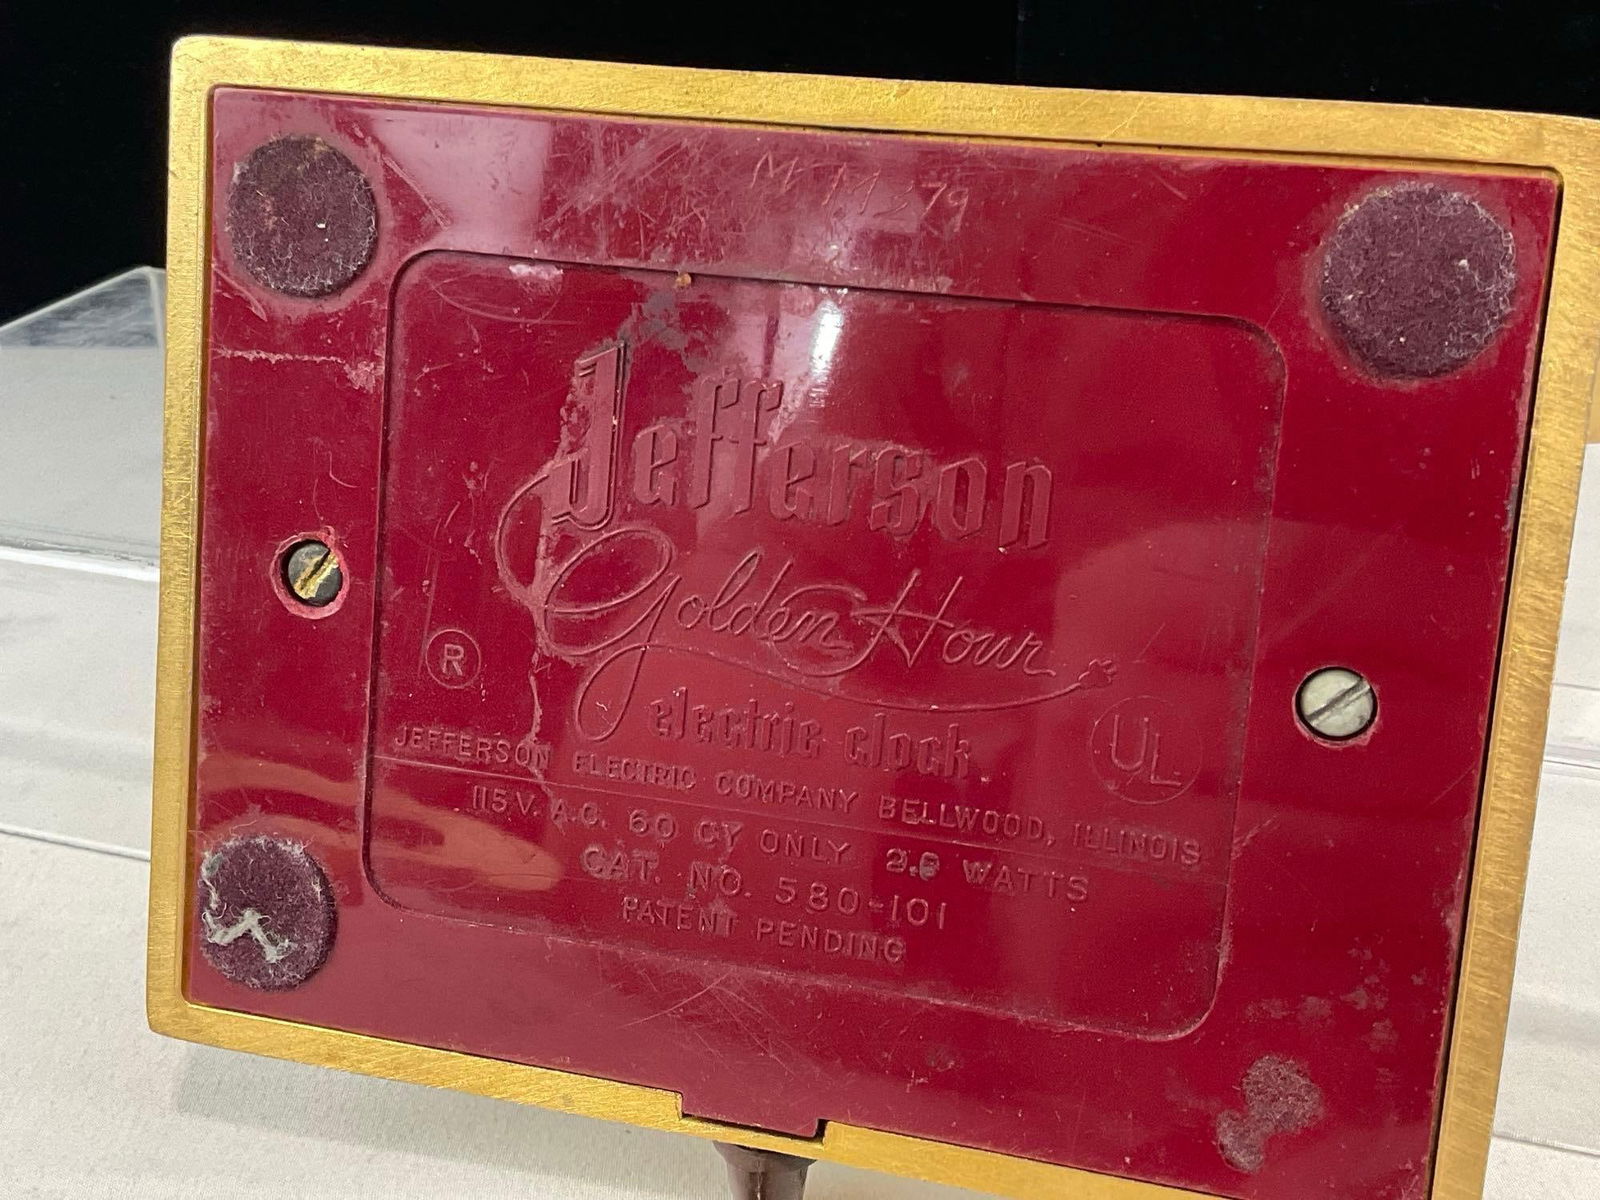 Jefferson
Golden Hour
®
electric clock
UL
JEFFERSON ELECTRIC COMPANY BELLWOOD, ILLINOIS
115 V. A.C. 60 CY ONLY WATTS
CAT. NO. 580-101
PATENT PENDING